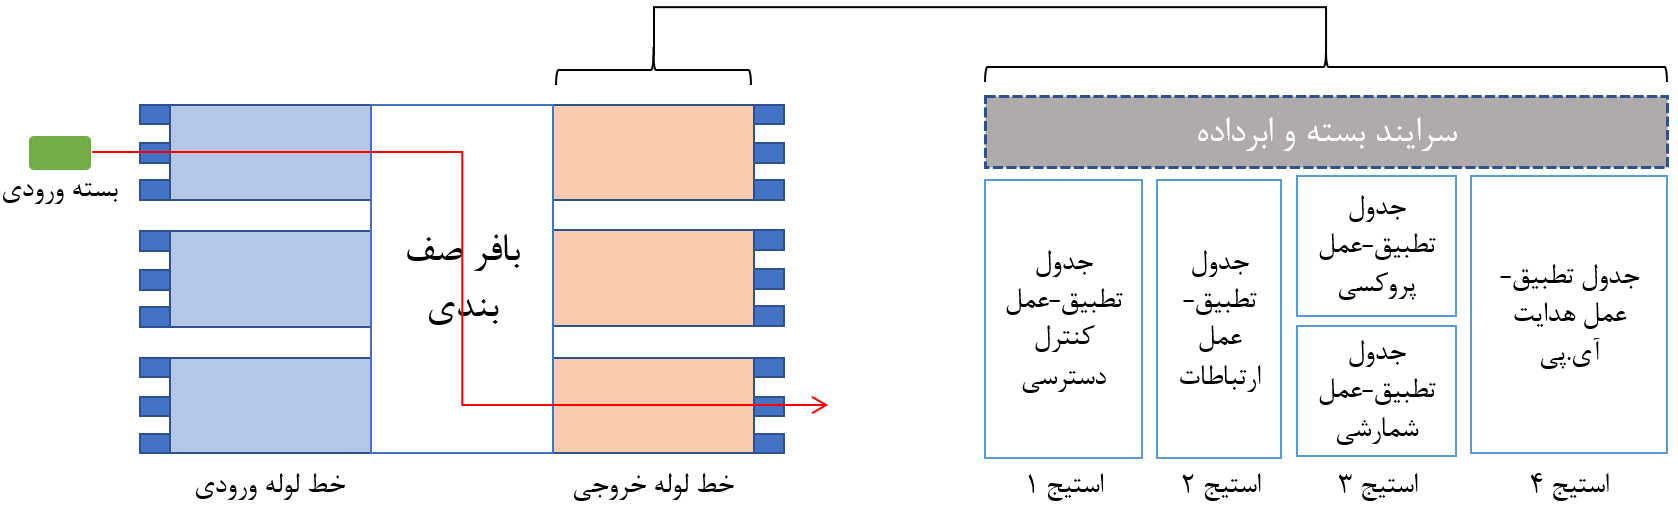 بسته ورودی
بافر صف
بندی
خط لوله ورودی
خط لوله خروجی
سرایند بسته و ابرداده
جدول
تطبیق-عمل
کنترل
دسترسی
استیج ۱
جدول
تطبیق-
عمل
ارتباطات
استیج ۲
جدول
تطبیق-عمل
پروکسی
جدول
تطبیق-عمل
شمارشی
استیج ۳
جدول تطبیق-
عمل هدایت
آی.پی
استیج ۴